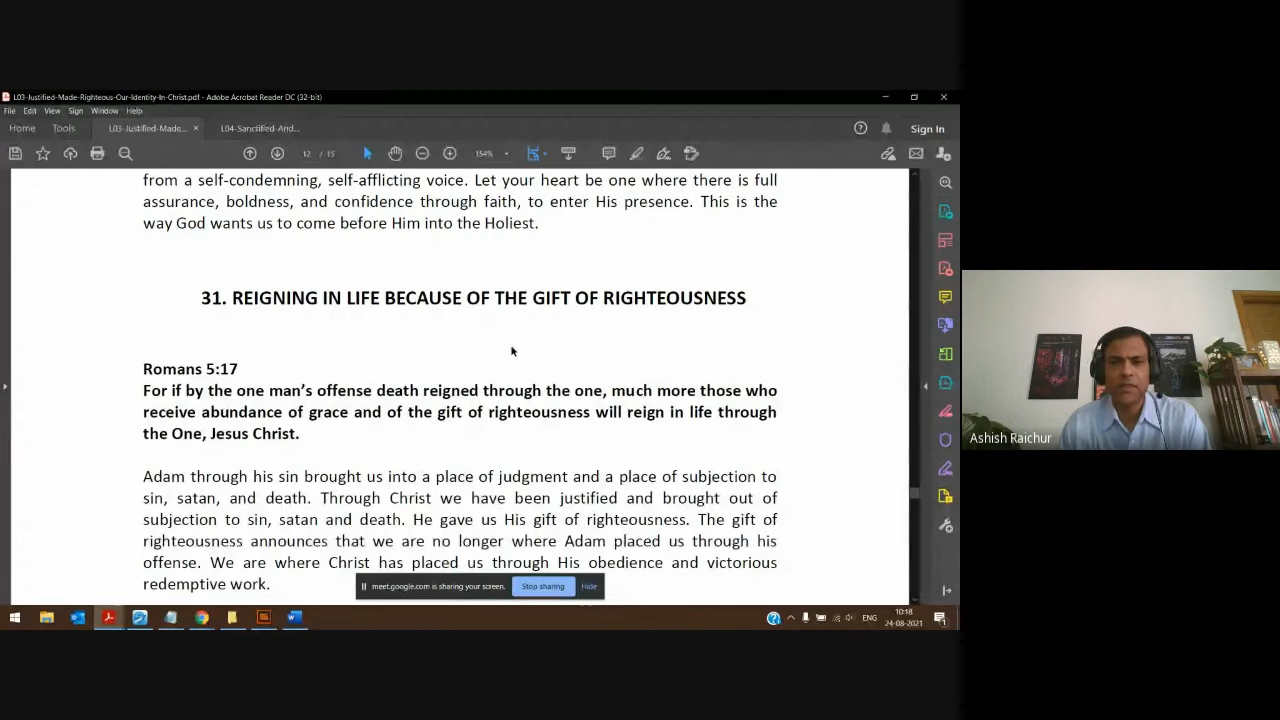 L03-Justified-Made-Righteous-Our-Identity-In-Christ.pdf - Adobe Acrobat Reader DC (32-bit)
File Edit View Sign Window Help
Home Tools L03-Justified-Made... × L04-Sanctified-And... Sign In
12 / 15 154%
from a self-condemning, self-afflicting voice. Let your heart be one where there is full
assurance, boldness, and confidence through faith, to enter His presence. This is the
way God wants us to come before Him into the Holiest.
31. REIGNING IN LIFE BECAUSE OF THE GIFT OF RIGHTEOUSNESS
Romans 5:17
For if by the one man's offense death reigned through the one, much more those who
receive abundance of grace and of the gift of righteousness will reign in life through
the One, Jesus Christ.
Adam through his sin brought us into a place of judgment and a place of subjection to
sin, satan, and death. Through Christ we have been justified and brought out of
subjection to sin, satan and death. He gave us His gift of righteousness. The gift of
righteousness announces that we are no longer where Adam placed us through his
offense. We are where Christ has placed us through His obedience and victorious
redemptive work.
meet.google.com is sharing your screen. Stop sharing Hide
ENG
10:18
24-08-2021
Ashish Raichur